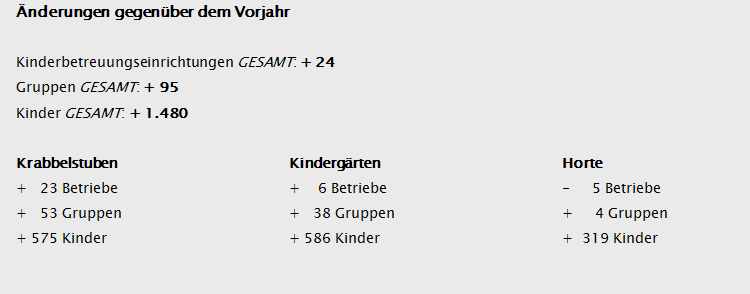 Änderungen gegenüber dem Vorjahr
Kinderbetreuungseinrichtungen GESAMT: + 24
Gruppen GESAMT: + 95
Kinder GESAMT: + 1.480
Krabbelstuben Kindergärten Horte
+ 23 Betriebe + 6 Betriebe - 5 Betriebe
+ 53 Gruppen + 38 Gruppen + 4 Gruppen
+ 575 Kinder + 586 Kinder + 319 Kinder